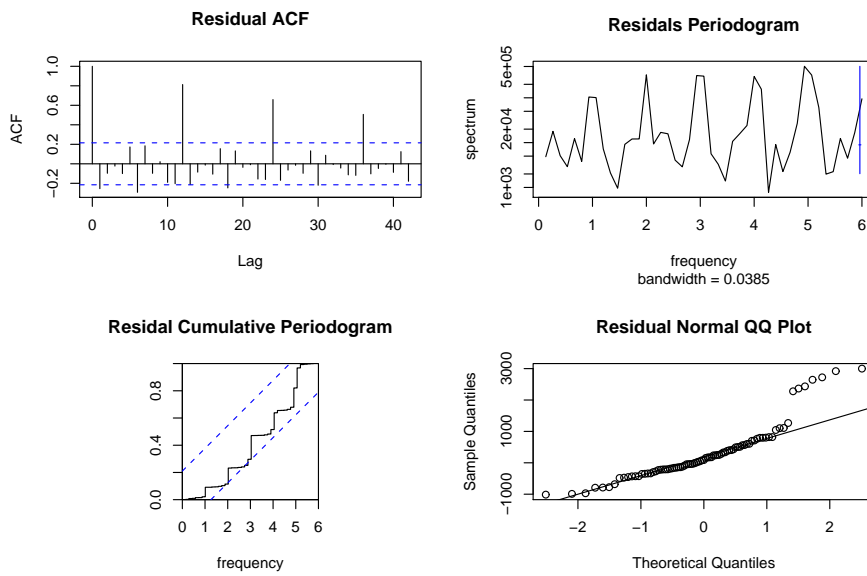 Residual ACF
ACF
-0.2 0.2 0.6 1.0
0 10 20 30 40
Lag
Residals Periodogram
spectrum
1e+03 2e+04 5e+05
0 1 2 3 4 5 6
frequency
bandwidth = 0.0385
Residal Cumulative Periodogram
0.0 0.4 0.8
0 1 2 3 4 5 6
frequency
Residual Normal QQ Plot
Sample Quantiles
-1000 1000 3000
-2 -1 0 1 2
Theoretical Quantiles